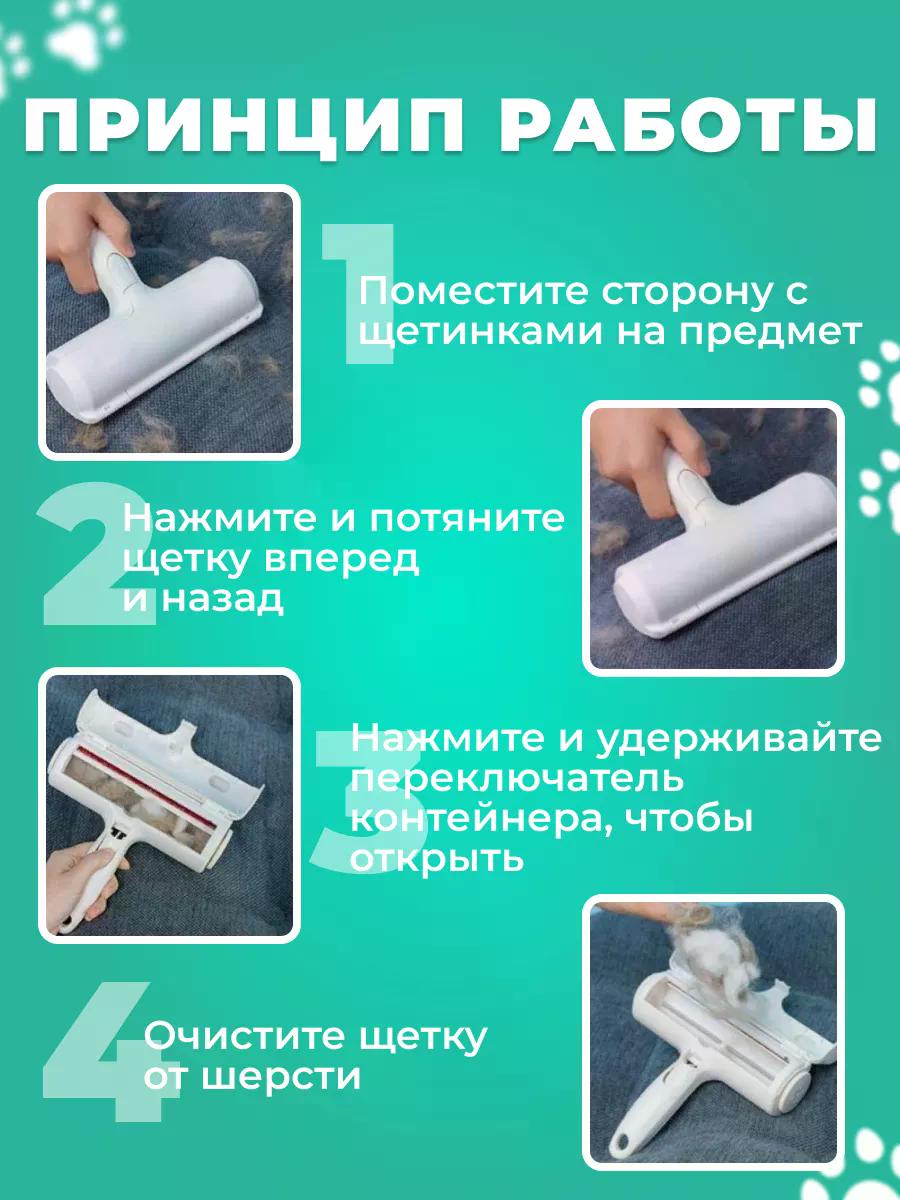 ПРИНЦИП РАБОТЫ
1
Поместите сторону с
щетинками на предмет
2
Нажмите и потяните
щетку вперед
и назад
3
Нажмите и удерживайте
переключатель
контейнера, чтобы
открыть
4
Очистите щетку
от шерсти